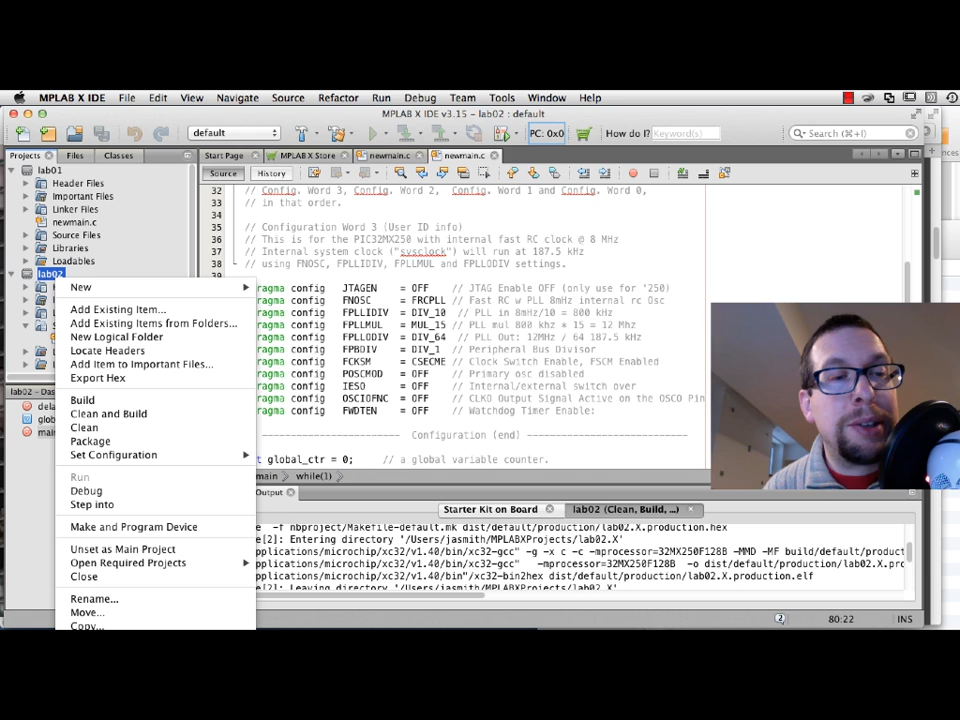 MPLAB X IDE File Edit View Navigate Source Refactor Run Debug Team Tools Window Help
MPLAB X IDE v3.15 - lab02 : default
default
PC: 0x0
How do I?
Keyword(s)
Search (⌘+I)
Projects
Files
Classes
Start Page
MPLAB X Store
newmain.c
newmain.c
Source
History
lab01
Header Files
Important Files
Linker Files
newmain.c
Source Files
Libraries
Loadables
lab02
32 // Config. Word 3, Config. Word 2, Config. Word 1 and Config. Word 0,
33 // in that order.
34
35 // Configuration Word 3 (User ID info)
36 // This is for the PIC32MX250 with internal fast RC clock @ 8 MHz
37 // Internal system clock ("sysclock") will run at 187.5 kHz
38 // using FNOSC, FPLLIDIV, FPLLMUL and FPLLODIV settings.
39
ragma config JTAGEN = OFF // JTAG Enable OFF (only use for '250)
ragma config FNOSC = FRCPLL // Fast RC w PLL 8mHz internal rc Osc
ragma config FPLLIDIV = DIV_10 // PLL in 8mHz/10 = 800 kHz
ragma config FPLLMUL = MUL_15 // PLL mul 800 khz * 15 = 12 Mhz
ragma config FPLLODIV = DIV_64 // PLL Out: 12MHz / 64 187.5 kHz
ragma config FPBDIV = DIV_1 // Peripheral Bus Divisor
ragma config FCKSM = CSECME // Clock Switch Enable, FSCM Enabled
ragma config POSCMOD = OFF // Primary osc disabled
ragma config IESO = OFF // Internal/external switch over
ragma config OSCIOFNC = OFF // CLKO Output Signal Active on the OSCO Pin
ragma config FWDTEN = OFF // Watchdog Timer Enable:
------------------------ Configuration (end) ---------------------------
t global_ctr = 0; // a global variable counter.
main
while(1)
New
Add Existing Item...
Add Existing Items from Folders...
New Logical Folder
Locate Headers
Add Item to Important Files...
Export Hex
Build
Clean and Build
Clean
Package
Set Configuration
Run
Debug
Step into
Make and Program Device
Unset as Main Project
Open Required Projects
Close
Rename...
Move...
Copy...
lab02 - Das
dela
glob
mai
Output
Starter Kit on Board
lab02 (Clean, Build, ...)
e -f nbproject/Makefile-default.mk dist/default/production/lab02.X.production.hex
e[2]: Entering directory '/Users/jasmith/MPLABXProjects/lab02.X'
pplications/microchip/xc32/v1.40/bin/xc32-gcc" -g -x c -c -mprocessor=32MX250F128B -MMD -MF build/default/product
pplications/microchip/xc32/v1.40/bin/xc32-gcc" -mprocessor=32MX250F128B -o dist/default/production/lab02.X.pro
pplications/microchip/xc32/v1.40/bin"/xc32-bin2hex dist/default/production/lab02.X.production.elf
e[2]: Leaving directory '/Users/jasmith/MPLABXProjects/lab02.X'
2
80:22
INS